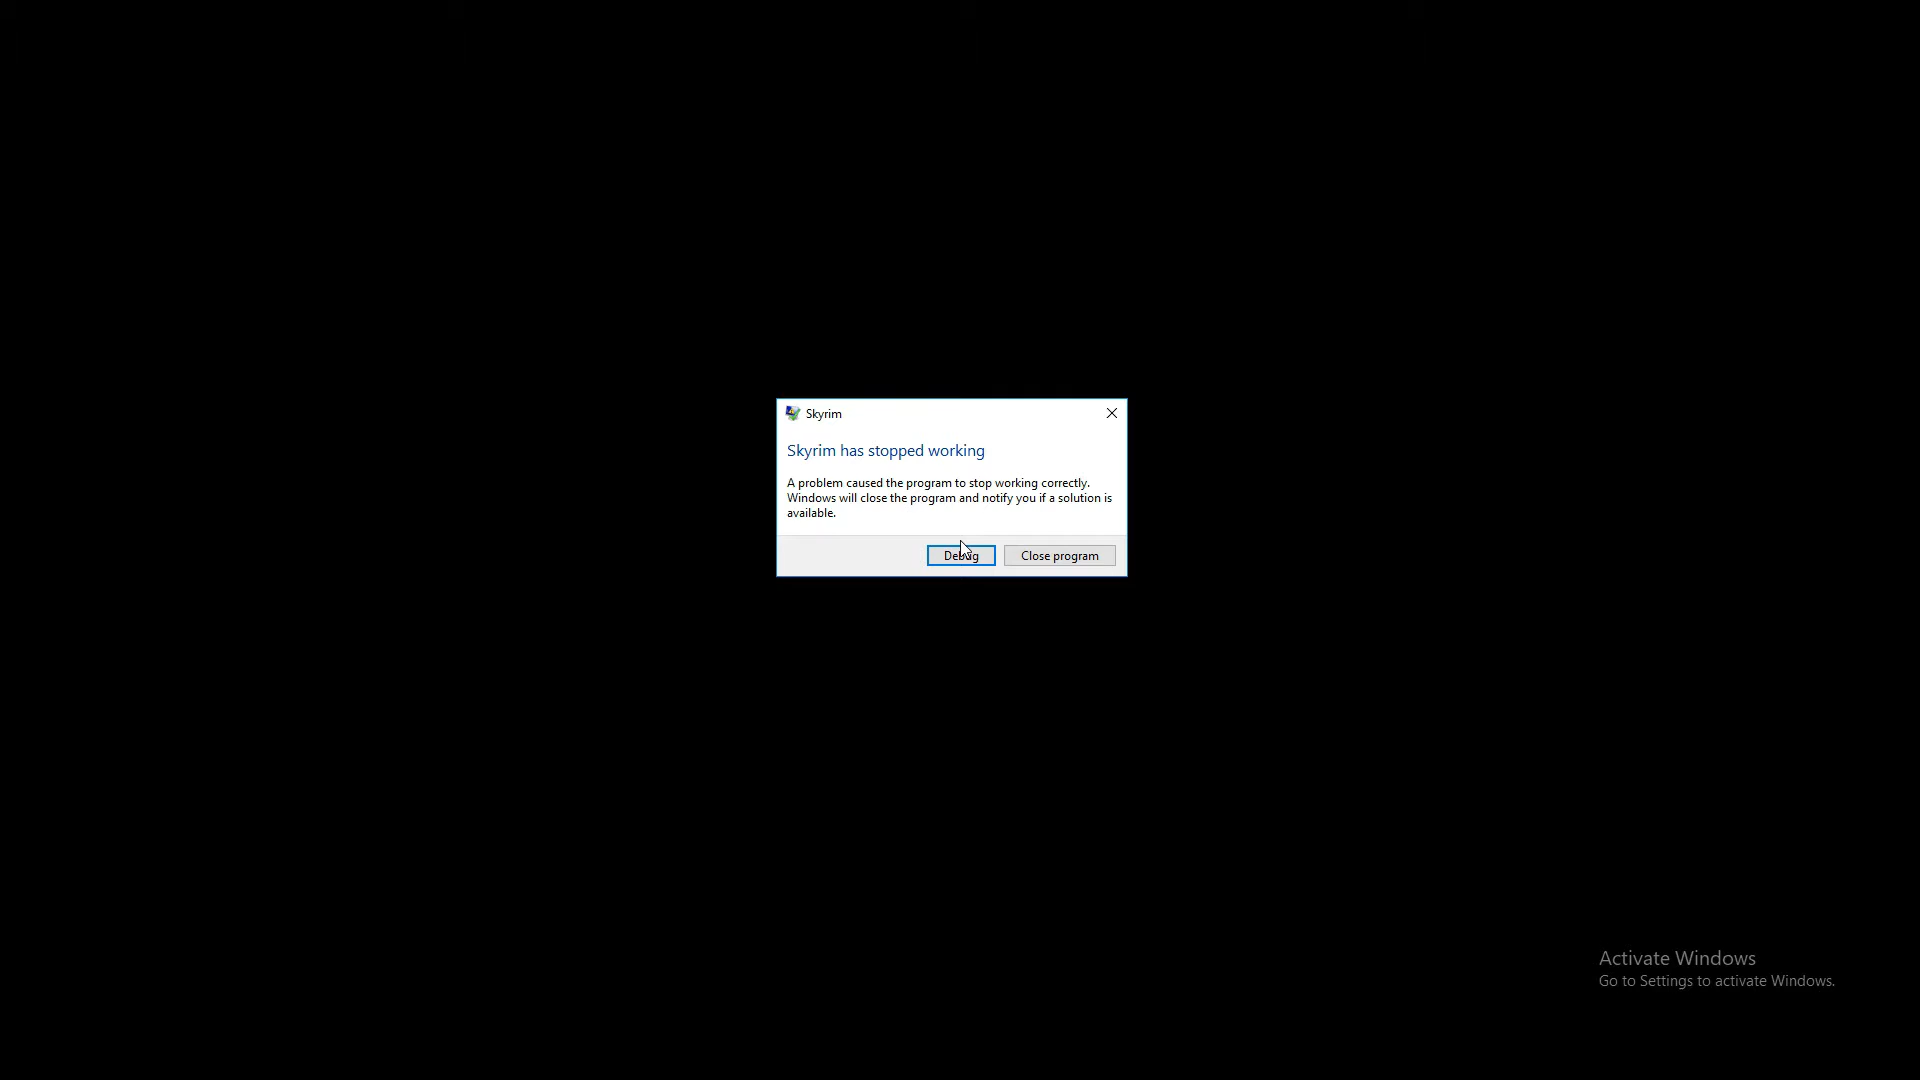 Skyrim
Skyrim has stopped working
A problem caused the program to stop working correctly.
Windows will close the program and notify you if a solution is
available.
Debug
Close program
Activate Windows
Go to Settings to activate Windows.